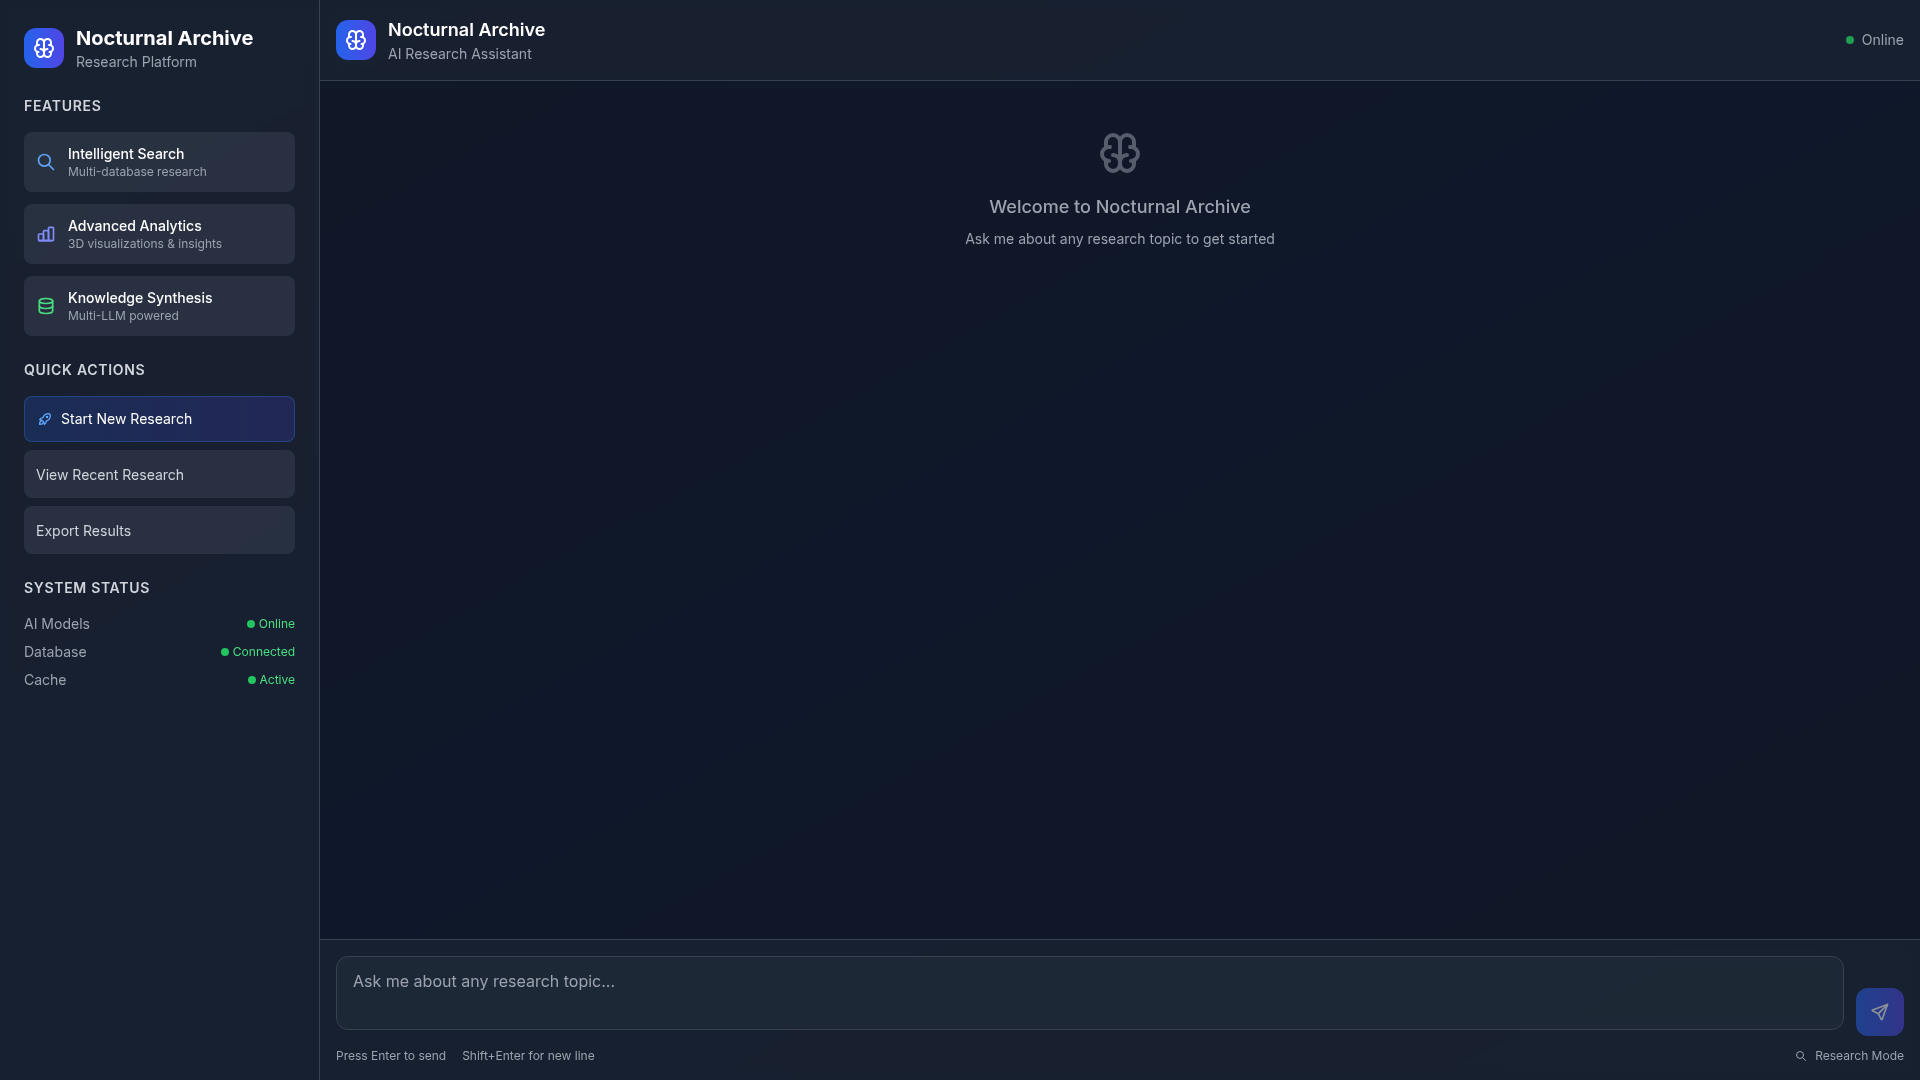 Nocturnal Archive
Research Platform
FEATURES
Intelligent Search
Multi-database research
Advanced Analytics
3D visualizations & insights
Knowledge Synthesis
Multi-LLM powered
QUICK ACTIONS
Start New Research
View Recent Research
Export Results
SYSTEM STATUS
AI Models Online
Database Connected
Cache Active
Nocturnal Archive
AI Research Assistant
Online
Welcome to Nocturnal Archive
Ask me about any research topic to get started
Ask me about any research topic...
Press Enter to send Shift+Enter for new line
Research Mode